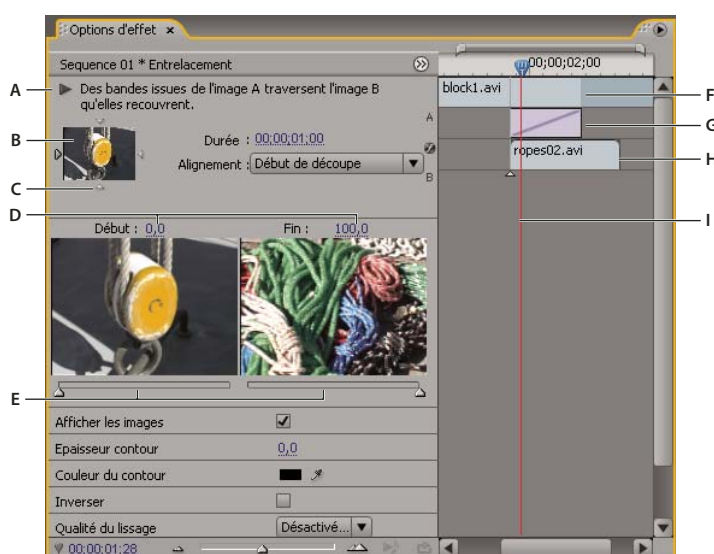 Options d'effet ×
Sequence 01 * Entrelacement
00;00;02;00
A
Des bandes issues de l'image A traversent l'image B
qu'elles recouvrent.
block1.avi
F
A
G
B
Durée : 00;00;01;00
Alignement : Début de découpe
B
ropes02.avi
H
C
D
Début : 0,0
Fin : 100,0
I
E
Afficher les images
Epaisseur contour
0,0
Couleur du contour
Inverser
Qualité du lissage
Désactivé...
00;00;01;28